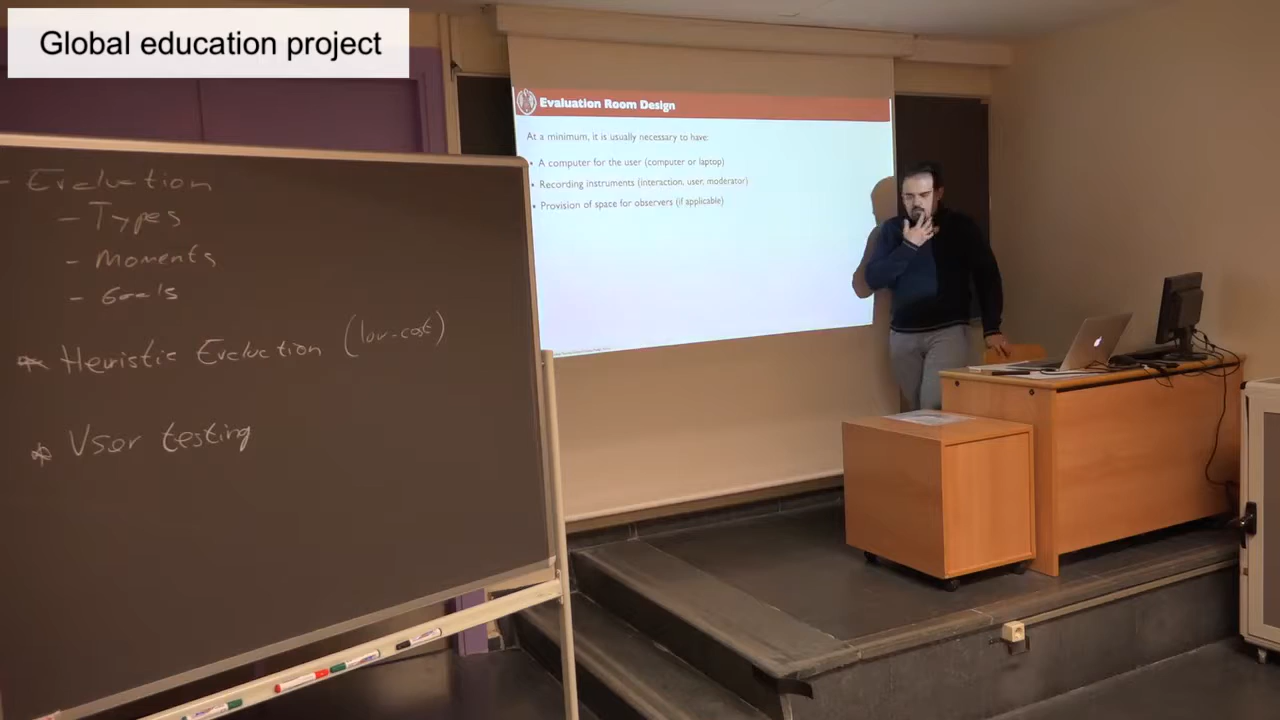 Global education project
Evaluation Room Design
At a minimum, it is usually necessary to have:
• A computer for the user (computer or laptop)
• Recording instruments (interaction, user, moderator)
• Provision of space for observers (if applicable)
- Evaluation
- Types
- Moments
- Goals
* Heuristic Evaluation (low-cost)
* User testing